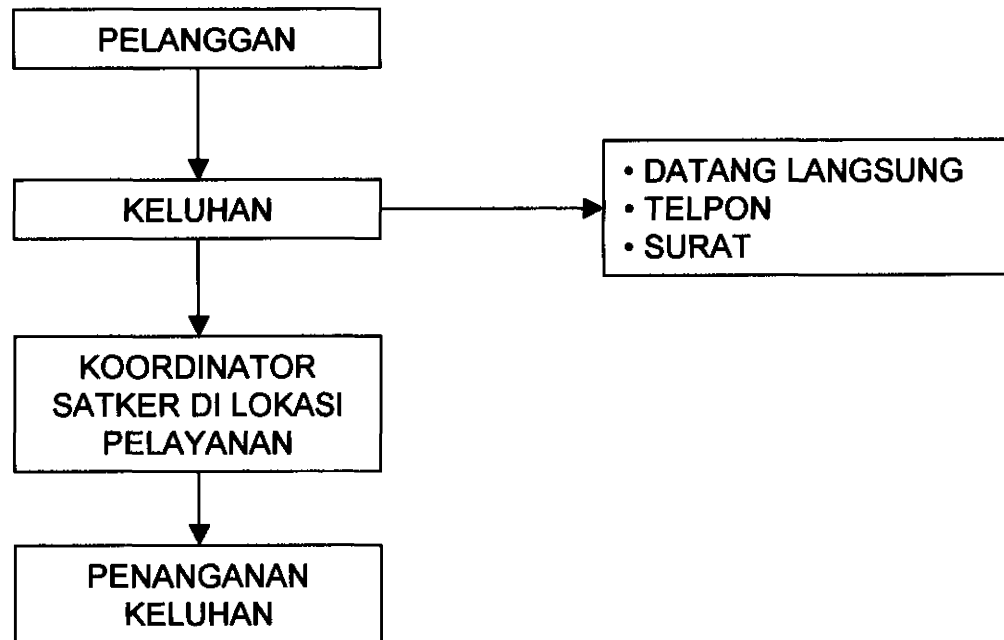 PELANGGAN
KELUHAN
• DATANG LANGSUNG
• TELPON
• SURAT
KOORDINATOR
SATKER DI LOKASI
PELAYANAN
PENANGANAN
KELUHAN